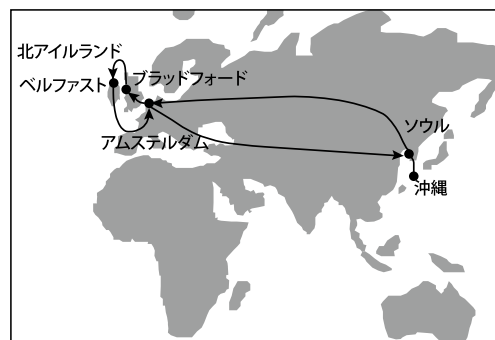 北アイルランド
ベルファスト
ブラッドフォード
アムステルダム
ソウル
沖縄